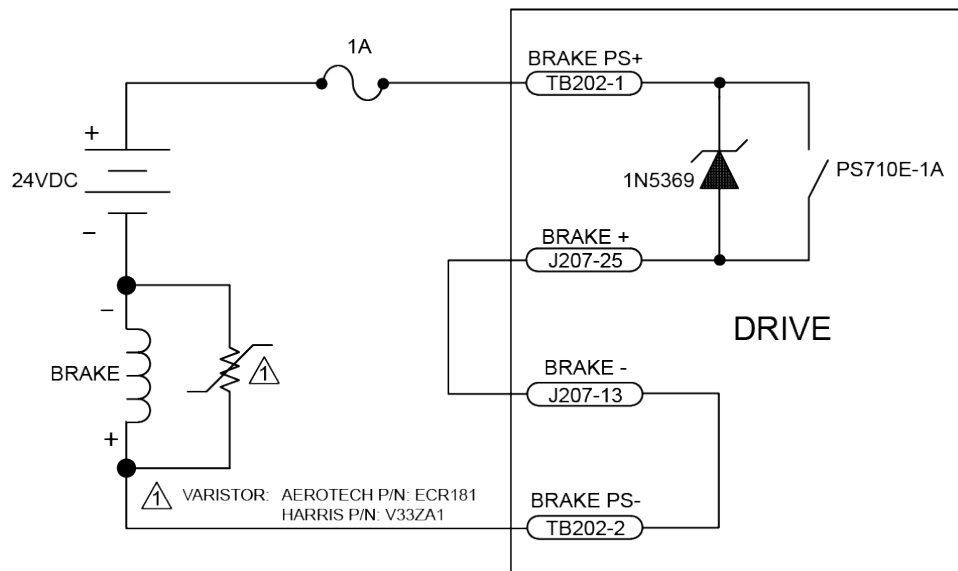 1A
BRAKE PS+
TB202-1
+
24VDC
−
1N5369
PS710E-1A
BRAKE +
J207-25
DRIVE
−
BRAKE
+
1
BRAKE -
J207-13
1 VARISTOR: AEROTECH P/N: ECR181
HARRIS P/N: V33ZA1
BRAKE PS-
TB202-2